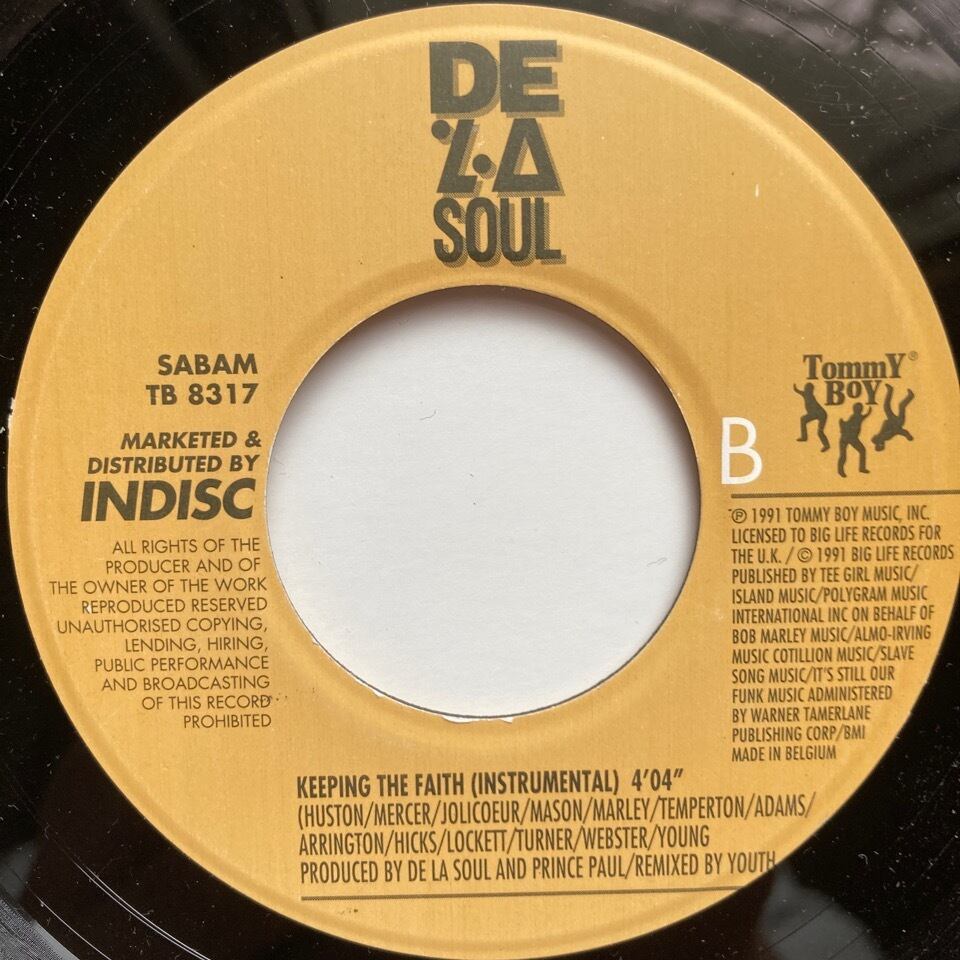 DE
LA
SOUL
SABAM
TB 8317
MARKETED &
DISTRIBUTED BY
INDISC
ALL RIGHTS OF THE
PRODUCER AND OF
THE OWNER OF THE WORK
REPRODUCED RESERVED
UNAUTHORISED COPYING,
LENDING, HIRING,
PUBLIC PERFORMANCE
AND BROADCASTING
OF THIS RECORD
PROHIBITED
TommY®
BOY
B
℗ 1991 TOMMY BOY MUSIC, INC.
LICENSED TO BIG LIFE RECORDS FOR
THE U.K. / © 1991 BIG LIFE RECORDS
PUBLISHED BY TEE GIRL MUSIC/
ISLAND MUSIC/POLYGRAM MUSIC
INTERNATIONAL INC ON BEHALF OF
BOB MARLEY MUSIC/ALMO-IRVING
MUSIC COTILLION MUSIC/SLAVE
SONG MUSIC/IT'S STILL OUR
FUNK MUSIC ADMINISTERED
BY WARNER TAMERLANE
PUBLISHING CORP/BMI
MADE IN BELGIUM
KEEPING THE FAITH (INSTRUMENTAL) 4'04"
(HUSTON/MERCER/JOLICOEUR/MASON/MARLEY/TEMPERTON/ADAMS/
ARRINGTON/HICKS/LOCKETT/TURNER/WEBSTER/YOUNG
PRODUCED BY DE LA SOUL AND PRINCE PAUL/REMIXED BY YOUTH